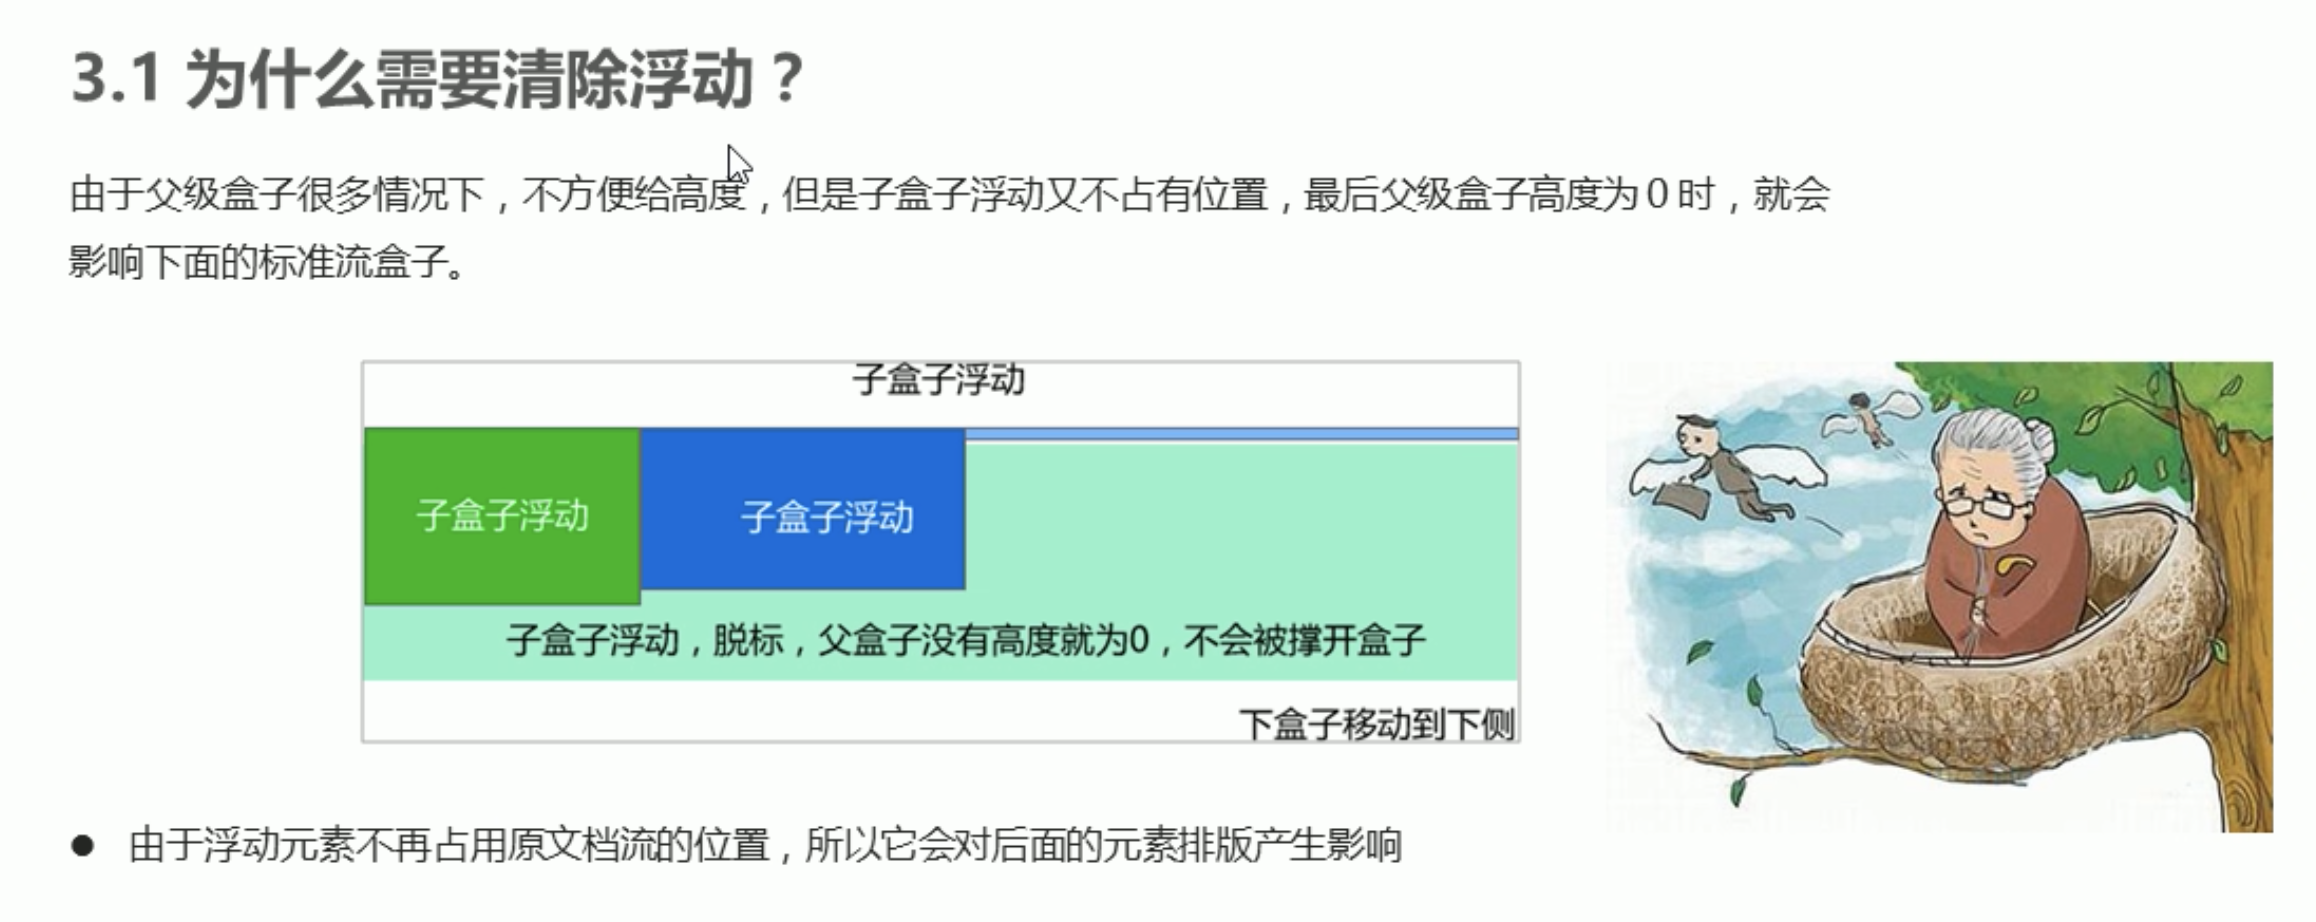 3.1 为什么需要清除浮动？
由于父级盒子很多情况下，不方便给高度，但是子盒子浮动又不占有位置，最后父级盒子高度为 0 时，就会
影响下面的标准流盒子。
子盒子浮动
子盒子浮动
子盒子浮动
子盒子浮动，脱标，父盒子没有高度就为0，不会被撑开盒子
下盒子移动到下侧
● 由于浮动元素不再占用原文档流的位置，所以它会对后面的元素排版产生影响